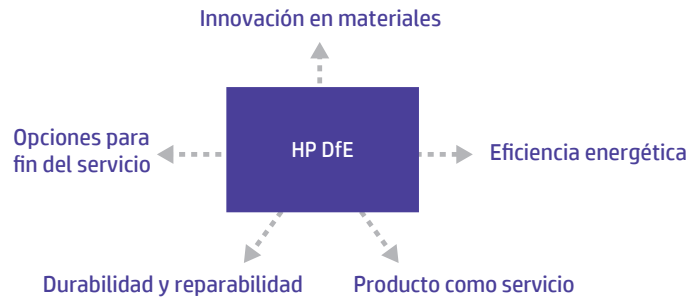 Innovación en materiales
Opciones para
fin del servicio
HP DfE
Eficiencia energética
Durabilidad y reparabilidad
Producto como servicio